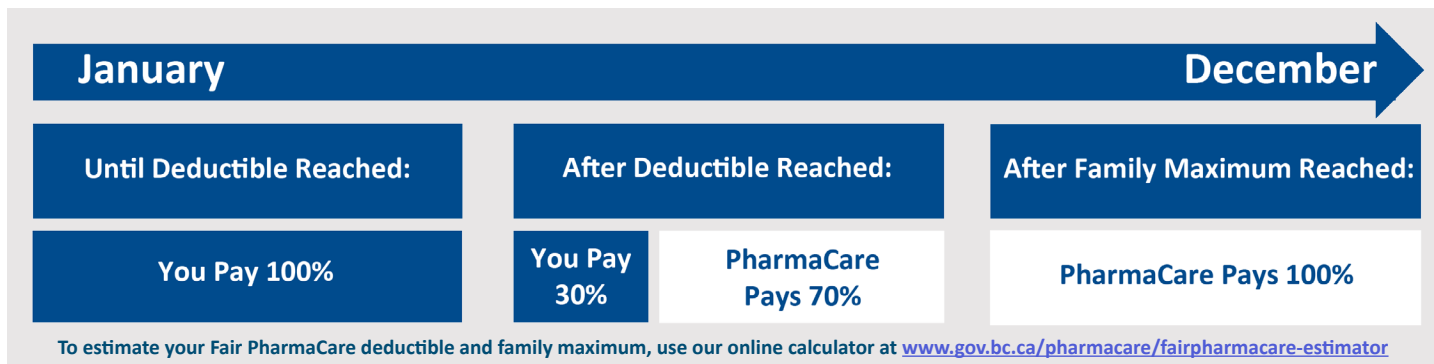 January
December
Until Deductible Reached:
After Deductible Reached:
After Family Maximum Reached:
You Pay 100%
You Pay
30%
PharmaCare
Pays 70%
PharmaCare Pays 100%
To estimate your Fair PharmaCare deductible and family maximum, use our online calculator at www.gov.bc.ca/pharmacare/fairpharmacare-estimator